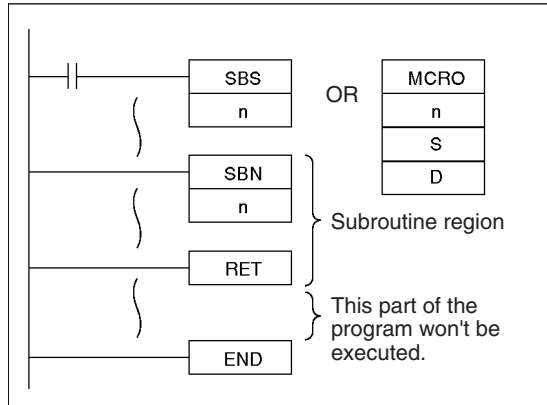 SBS
n
OR
MCRO
n
S
D
SBN
n
Subroutine region
RET
This part of the
program won't be
executed.
END